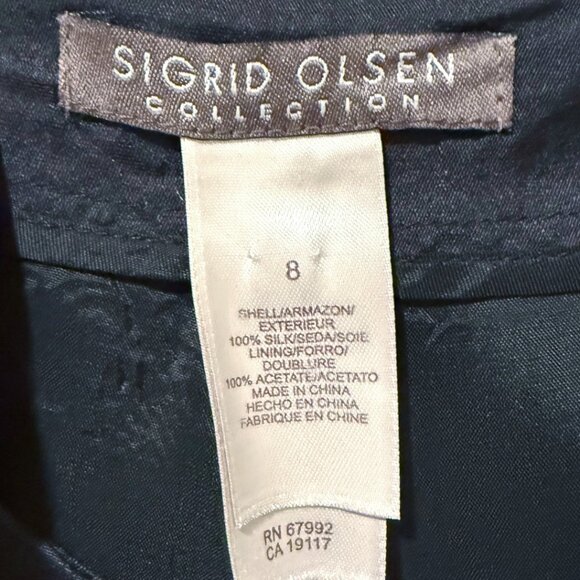 SIGRID OLSEN
COLLECTION
8
SHELL/ARMAZON/
EXTERIEUR
100% SILK/SEDA/SOIE
LINING/FORRO/
DOUBLURE
100% ACETATE/ACETATO
MADE IN CHINA
HECHO EN CHINA
FABRIQUE EN CHINE
RN 67992
CA 19117